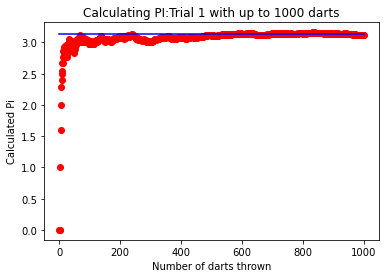 Calculating PI:Trial 1 with up to 1000 darts
3.0
2.5
2.0
1.5
1.0
0.5
0.0
Calculated Pi
0 200 400 600 800 1000
Number of darts thrown